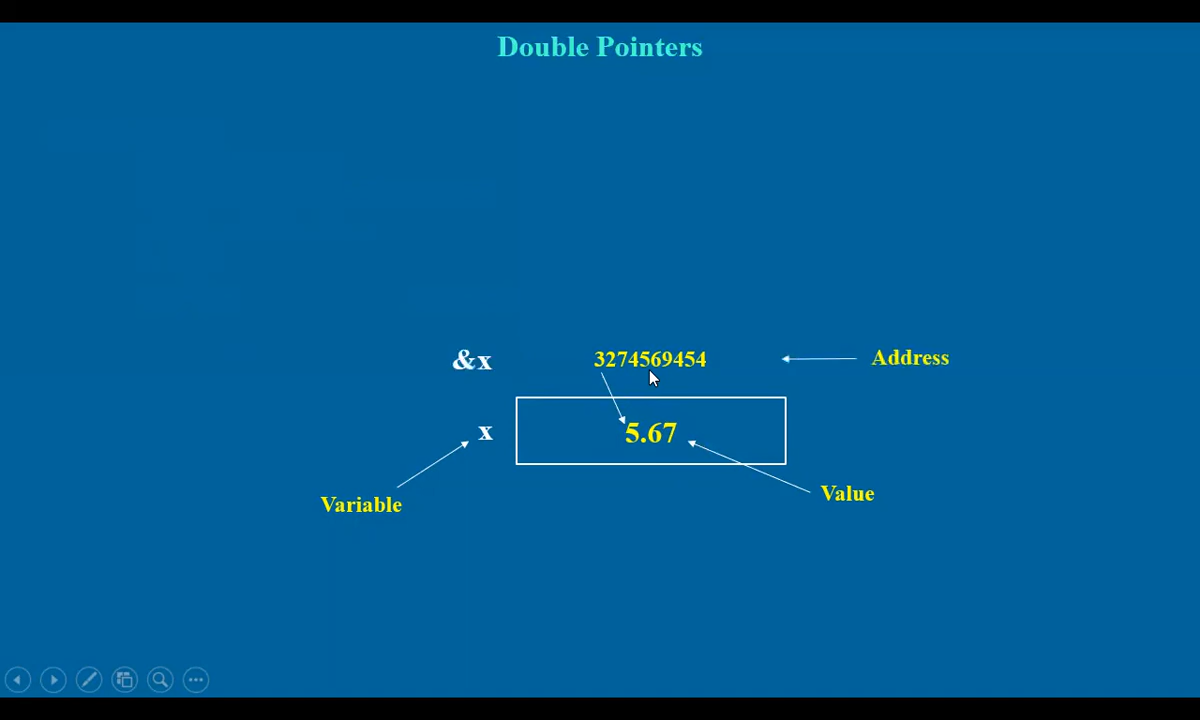 Double Pointers
&x 3274569454 Address
x 5.67
Value
Variable